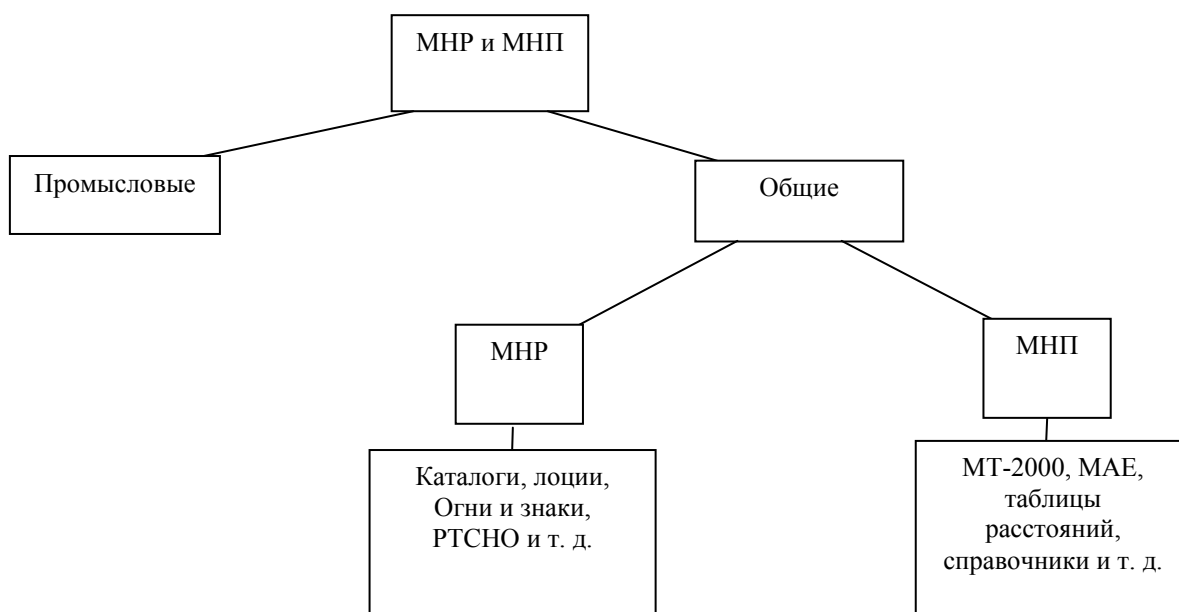 МНР и МНП
Промысловые
Общие
МНР
МНП
Каталоги, лоции,
Огни и знаки,
РТСНО и т. д.
МТ-2000, МАЕ,
таблицы
расстояний,
справочники и т. д.